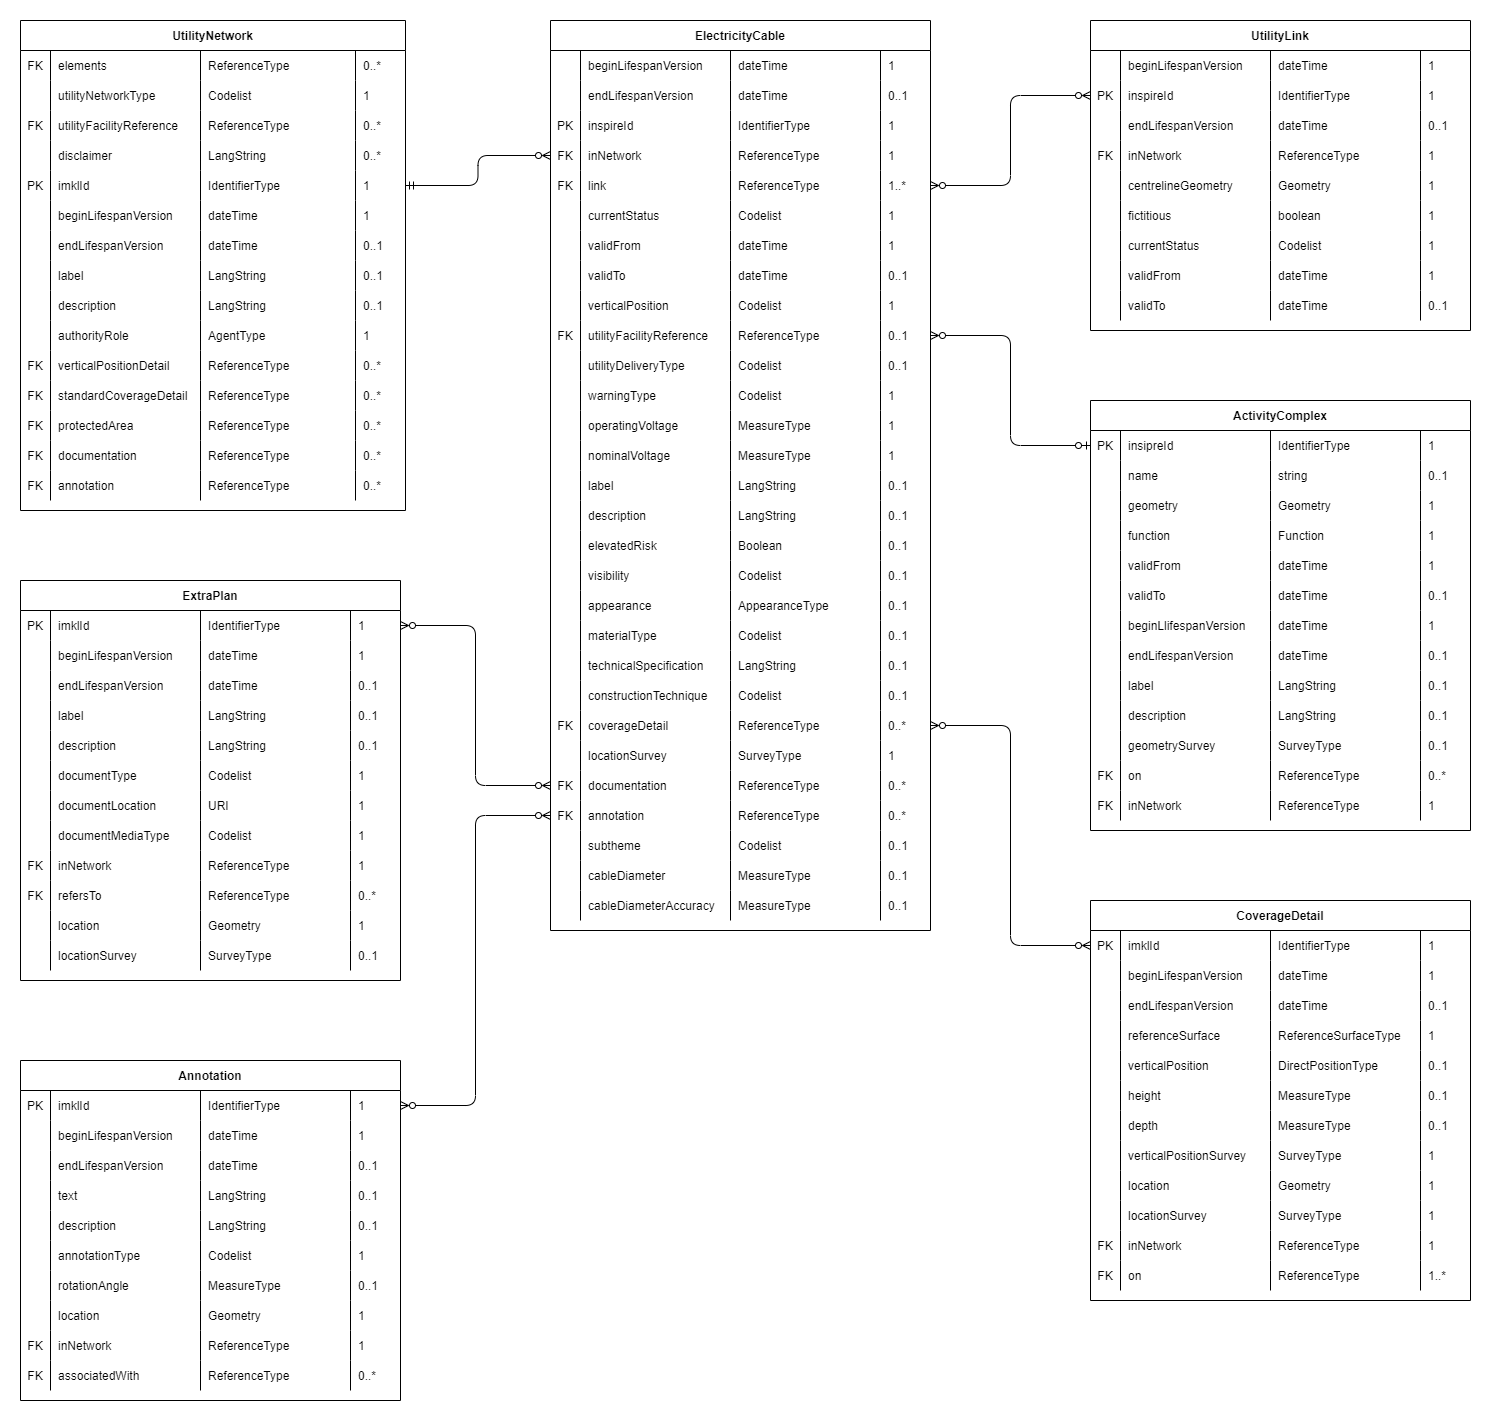 UtilityNetwork
FK elements ReferenceType 0..*
utilityNetworkType Codelist 1
FK utilityFacilityReference ReferenceType 0..*
disclaimer LangString 0..*
PK imklId IdentifierType 1
beginLifespanVersion dateTime 1
endLifespanVersion dateTime 0..1
label LangString 0..1
description LangString 0..1
authorityRole AgentType 1
FK verticalPositionDetail ReferenceType 0..*
FK standardCoverageDetail ReferenceType 0..*
FK protectedArea ReferenceType 0..*
FK documentation ReferenceType 0..*
FK annotation ReferenceType 0..*
ExtraPlan
PK imklId IdentifierType 1
beginLifespanVersion dateTime 1
endLifespanVersion dateTime 0..1
label LangString 0..1
description LangString 0..1
documentType Codelist 1
documentLocation URI 1
documentMediaType Codelist 1
FK inNetwork ReferenceType 1
FK refersTo ReferenceType 0..*
location Geometry 1
locationSurvey SurveyType 0..1
Annotation
PK imklId IdentifierType 1
beginLifespanVersion dateTime 1
endLifespanVersion dateTime 0..1
text LangString 0..1
description LangString 0..1
annotationType Codelist 1
rotationAngle MeasureType 0..1
location Geometry 1
FK inNetwork ReferenceType 1
FK associatedWith ReferenceType 0..*
ElectricityCable
beginLifespanVersion dateTime 1
endLifespanVersion dateTime 0..1
PK inspireId IdentifierType 1
FK inNetwork ReferenceType 1
FK link ReferenceType 1..*
currentStatus Codelist 1
validFrom dateTime 1
validTo dateTime 0..1
verticalPosition Codelist 1
FK utilityFacilityReference ReferenceType 0..1
utilityDeliveryType Codelist 0..1
warningType Codelist 1
operatingVoltage MeasureType 1
nominalVoltage MeasureType 1
label LangString 0..1
description LangString 0..1
elevatedRisk Boolean 0..1
visibility Codelist 0..1
appearance AppearanceType 0..1
materialType Codelist 0..1
technicalSpecification LangString 0..1
constructionTechnique Codelist 0..1
FK coverageDetail ReferenceType 0..*
locationSurvey SurveyType 1
FK documentation ReferenceType 0..*
FK annotation ReferenceType 0..*
subtheme Codelist 0..1
cableDiameter MeasureType 0..1
cableDiameterAccuracy MeasureType 0..1
UtilityLink
beginLifespanVersion dateTime 1
PK inspireId IdentifierType 1
endLifespanVersion dateTime 0..1
FK inNetwork ReferenceType 1
centrelineGeometry Geometry 1
fictitious boolean 1
currentStatus Codelist 1
validFrom dateTime 1
validTo dateTime 0..1
ActivityComplex
PK insipreId IdentifierType 1
name string 0..1
geometry Geometry 1
function Function 1
validFrom dateTime 1
validTo dateTime 0..1
beginLlifespanVersion dateTime 1
endLifespanVersion dateTime 0..1
label LangString 0..1
description LangString 0..1
geometrySurvey SurveyType 0..1
FK on ReferenceType 0..*
FK inNetwork ReferenceType 1
CoverageDetail
PK imklId IdentifierType 1
beginLifespanVersion dateTime 1
endLifespanVersion dateTime 0..1
referenceSurface ReferenceSurfaceType 1
verticalPosition DirectPositionType 0..1
height MeasureType 0..1
depth MeasureType 0..1
verticalPositionSurvey SurveyType 1
location Geometry 1
locationSurvey SurveyType 1
FK inNetwork ReferenceType 1
FK on ReferenceType 1..*